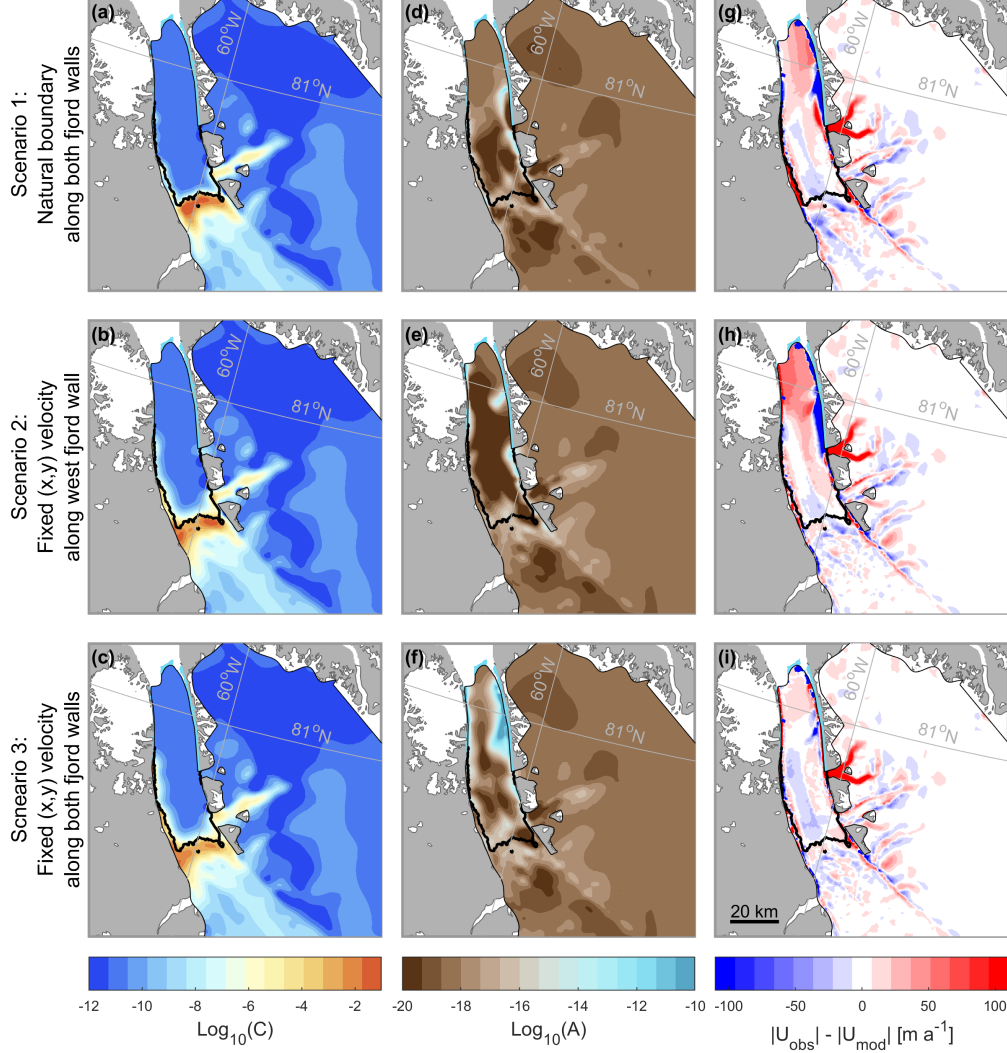 Scenario 1:
Natural boundary
along both fjord walls
(a)
60°W
81°N
(d)
60°W
81°N
(g)
60°W
81°N
Scenario 2:
Fixed (x,y) velocity
along west fjord wall
(b)
60°W
81°N
(e)
60°W
81°N
(h)
60°W
81°N
Scneario 3:
Fixed (x,y) velocity
along both fjord walls
(c)
60°W
81°N
(f)
60°W
81°N
(i)
60°W
81°N
20 km
-12 -10 -8 -6 -4 -2
Log10(C)
-20 -18 -16 -14 -12 -10
Log10(A)
-100 -50 0 50 100
|Uobs| - |Umod| [m a-1]